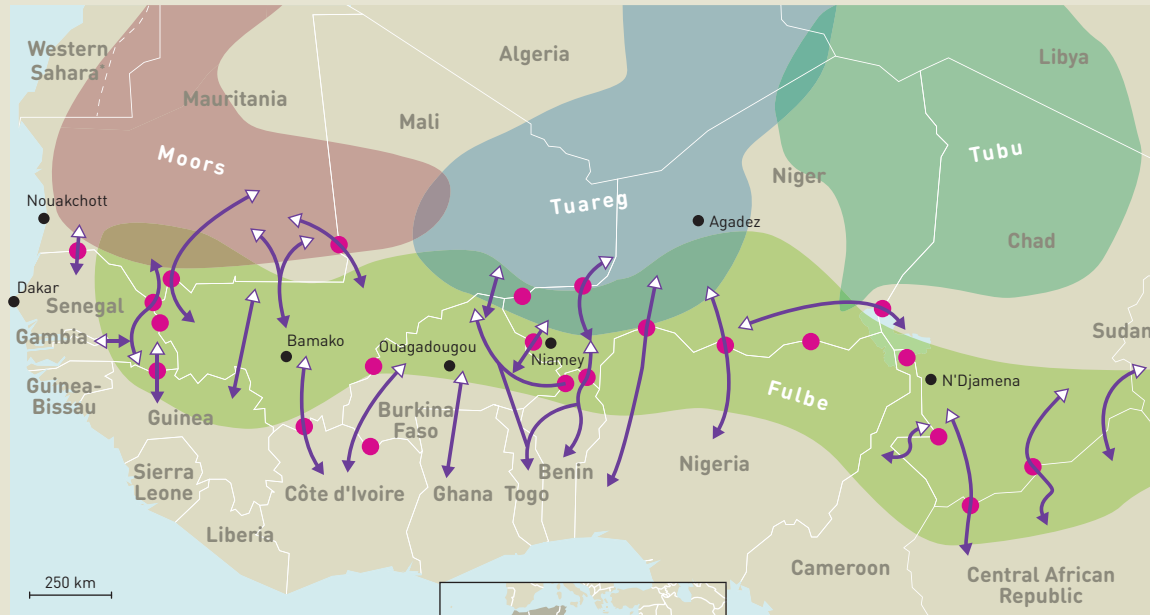 Western
Sahara*
Algeria
Libya
Mauritania
Mali
Moors
Tubu
Niger
Tuareg
Nouakchott
Agadez
Chad
Dakar
Senegal
Sudan
Gambia
Bamako
Ouagadougou
Niamey
Guinea-
Bissau
N'Djamena
Fulbe
Guinea
Burkina
Faso
Sierra
Leone
Benin
Nigeria
Côte d'Ivoire
Ghana
Togo
Liberia
Cameroon
250 km
Central African
Republic